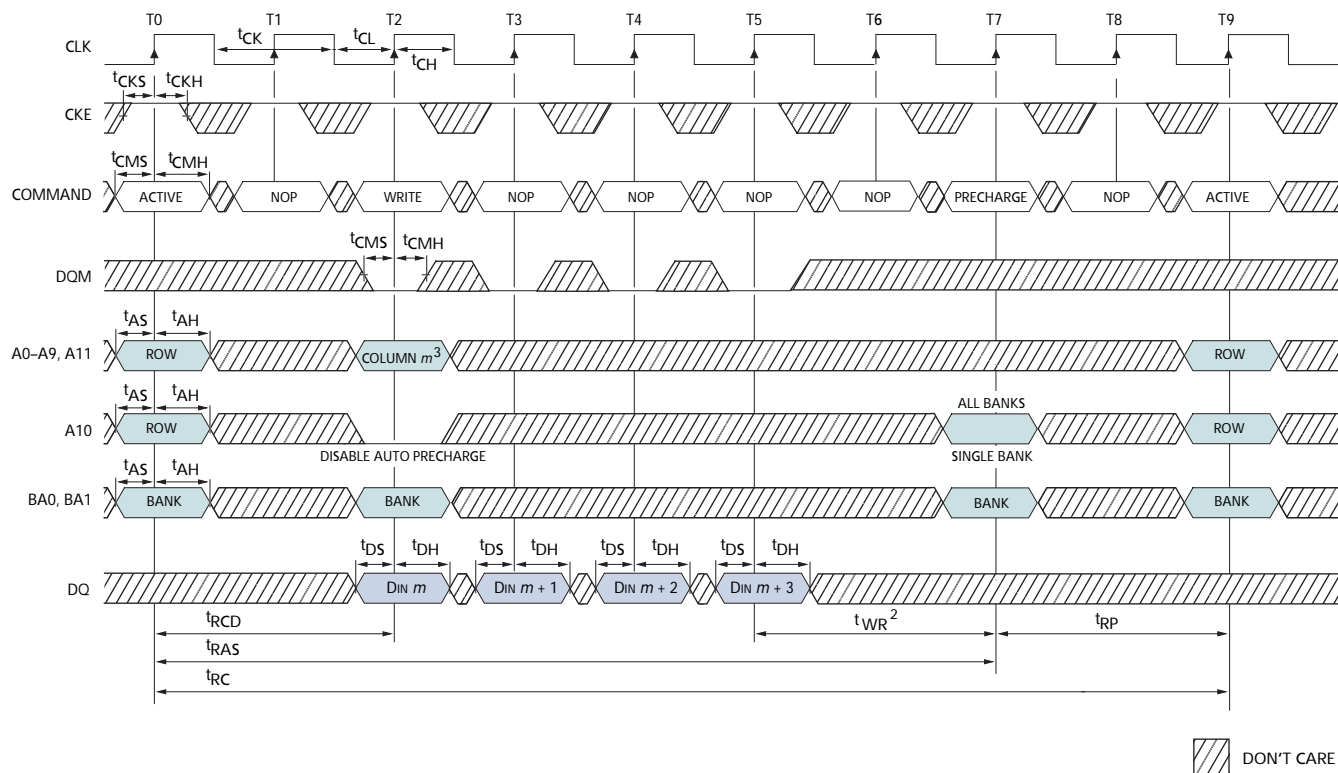 T0 T1 T2 T3 T4 T5 T6 T7 T8 T9
CLK tCK tCL tCH
tCKS tCKH
CKE
tCMS tCMH
COMMAND ACTIVE NOP WRITE NOP NOP NOP NOP PRECHARGE NOP ACTIVE
tCMS tCMH
DQM
tAS tAH
A0–A9, A11 ROW COLUMN m³ ROW
tAS tAH ALL BANKS
A10 ROW ROW
DISABLE AUTO PRECHARGE SINGLE BANK
tAS tAH
BA0, BA1 BANK BANK BANK BANK
tDS tDH tDS tDH tDS tDH tDS tDH
DQ DIN m DIN m + 1 DIN m + 2 DIN m + 3
tRCD tWR² tRP
tRAS
tRC
DON'T CARE